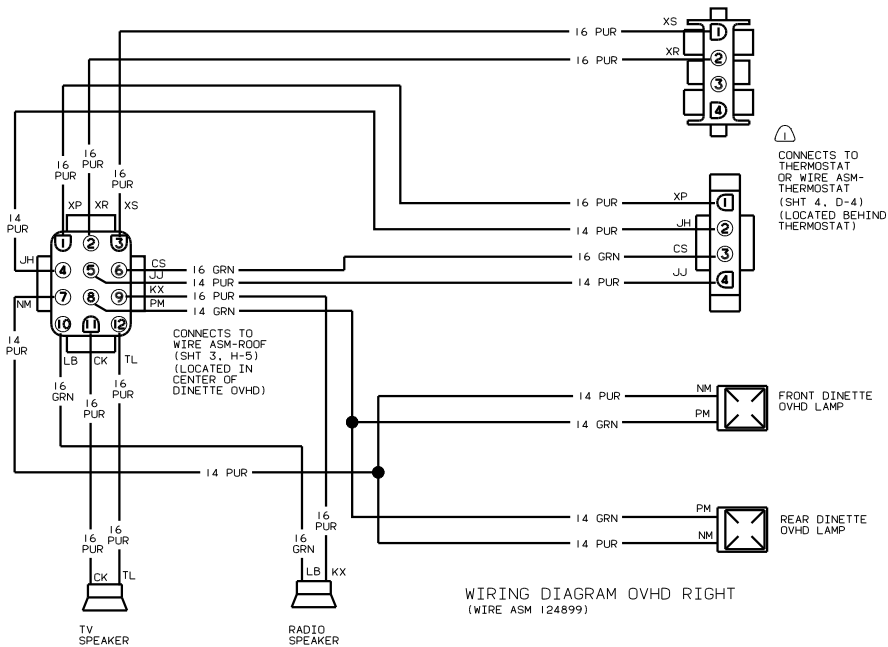 XS
16 PUR
1
XR
16 PUR
2
3
4
1
CONNECTS TO
THERMOSTAT
OR WIRE ASM-
THERMOSTAT
(SHT 4, D-4)
(LOCATED BEHIND
THERMOSTAT)
16 PUR
16 PUR
16 PUR
14 PUR
XP XR XS
1 2 3
JH 4 5 6 CS
16 GRN
JJ
14 PUR
NM 7 8 9 KX
16 PUR
PM
14 GRN
10 11 12
LB CK TL
16 PUR XP 1
14 PUR JH 2
16 GRN CS 3
14 PUR JJ 4
CONNECTS TO
WIRE ASM-ROOF
(SHT 3, H-5)
(LOCATED IN
CENTER OF
DINETTE OVHD)
14 PUR
16 GRN
16 PUR
16 PUR
14 PUR NM
14 GRN PM
FRONT DINETTE
OVHD LAMP
14 PUR
14 GRN PM
14 PUR NM
REAR DINETTE
OVHD LAMP
16 PUR
16 PUR
16 GRN
16 PUR
CK TL
LB KX
TV
SPEAKER
RADIO
SPEAKER
WIRING DIAGRAM OVHD RIGHT
(WIRE ASM 124899)